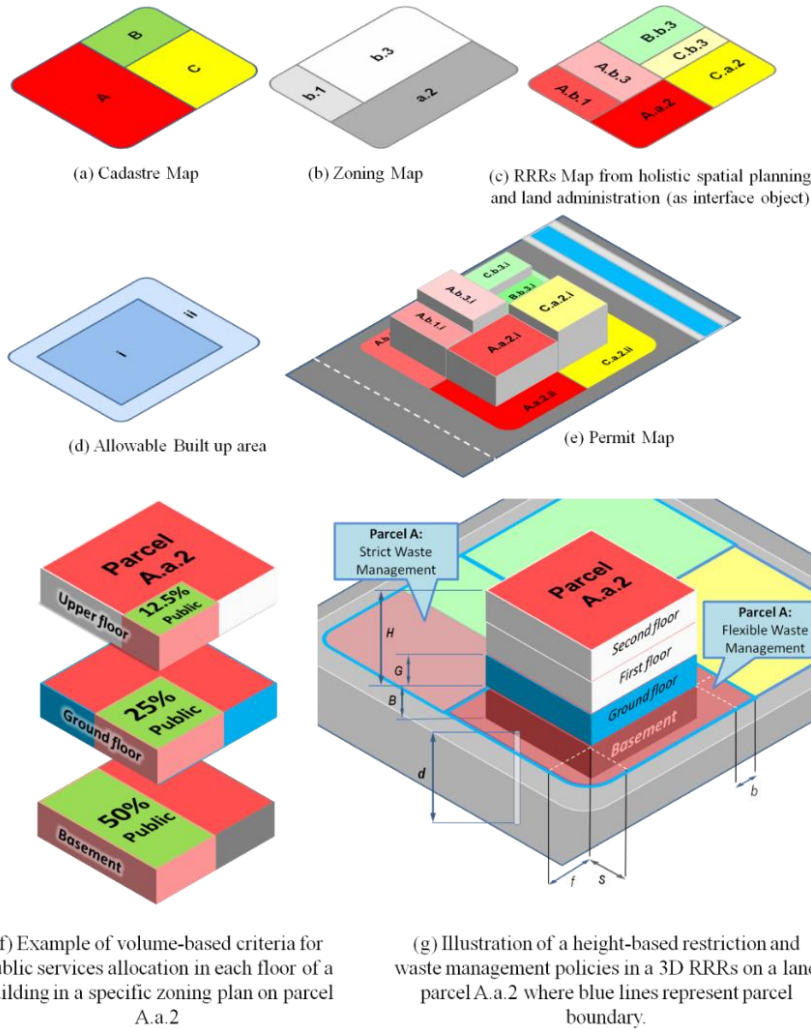 B
A
C
b.3
b.1
a.2
B.b.3
C.b.3
A.b.3
C.a.2
A.b.1
A.a.2
(a) Cadastre Map
(b) Zoning Map
(c) RRRs Map from holistic spatial planning
and land administration (as interface object)
ii
i
C.b.3.i
A.b.3.i
B.b.3.i
C.a.2.i
A.b.1.i
A.b
A.a.2.i
C.a.2.ii
A.a.2.ii
(d) Allowable Built up area
(e) Permit Map
Parcel
A.a.2
12.5%
Public
Upper floor
25%
Public
Ground floor
50%
Public
Basement
Parcel A:
Strict Waste
Management
Parcel
A.a.2
Parcel A:
Flexible Waste
Management
H
Second floor
First floor
G
Ground floor
B
Basement
d
b
f
s
f) Example of volume-based criteria for
ublic services allocation in each floor of a
uilding in a specific zoning plan on parcel
A.a.2
(g) Illustration of a height-based restriction and
waste management policies in a 3D RRRs on a land
parcel A.a.2 where blue lines represent parcel
boundary.